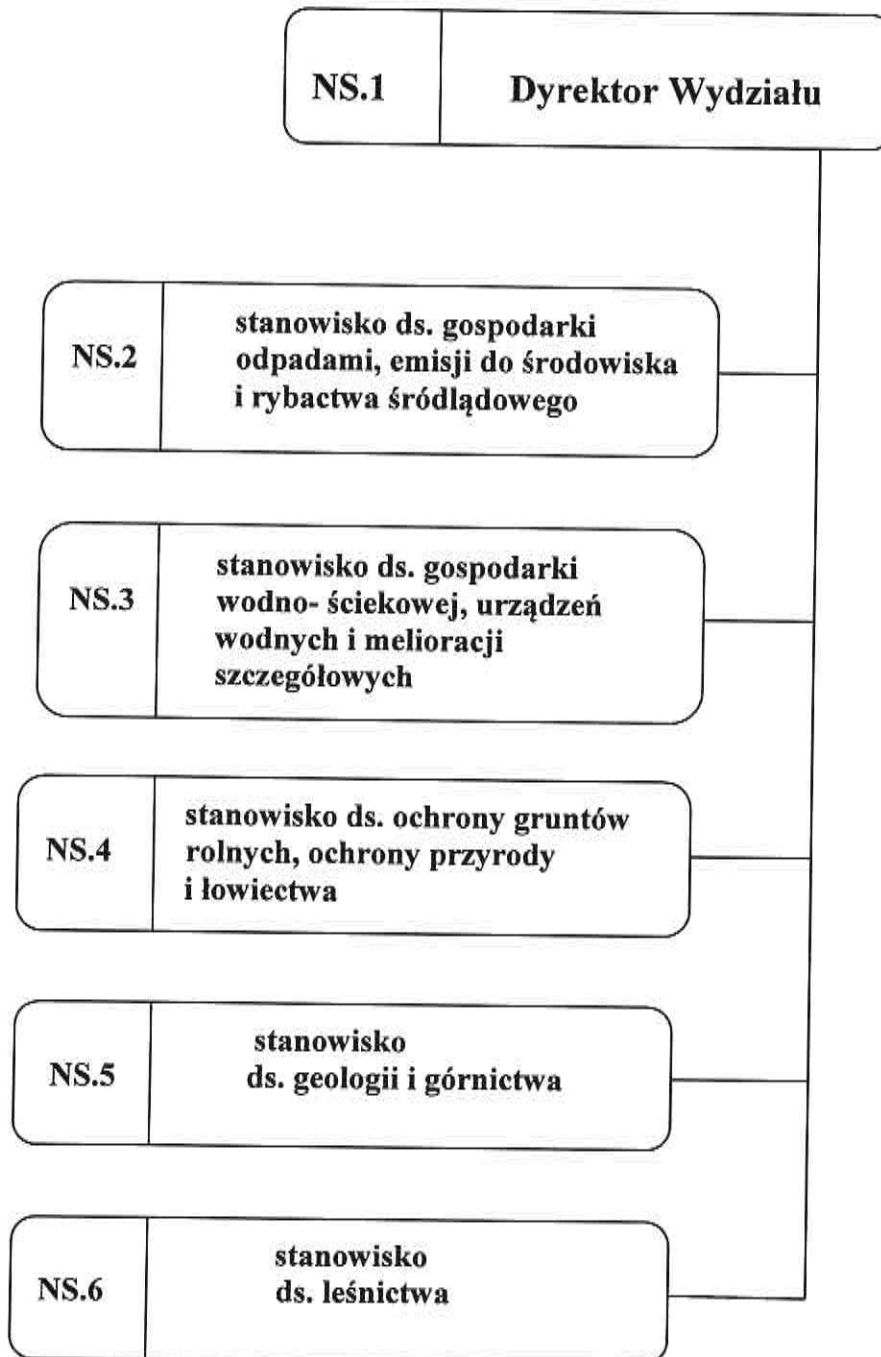 NS.1
Dyrektor Wydziału
NS.2
stanowisko ds. gospodarki
odpadami, emisji do środowiska
i rybactwa śródlądowego
NS.3
stanowisko ds. gospodarki
wodno- ściekowej, urządzeń
wodnych i melioracji
szczegółowych
NS.4
stanowisko ds. ochrony gruntów
rolnych, ochrony przyrody
i łowiectwa
NS.5
stanowisko
ds. geologii i górnictwa
NS.6
stanowisko
ds. leśnictwa